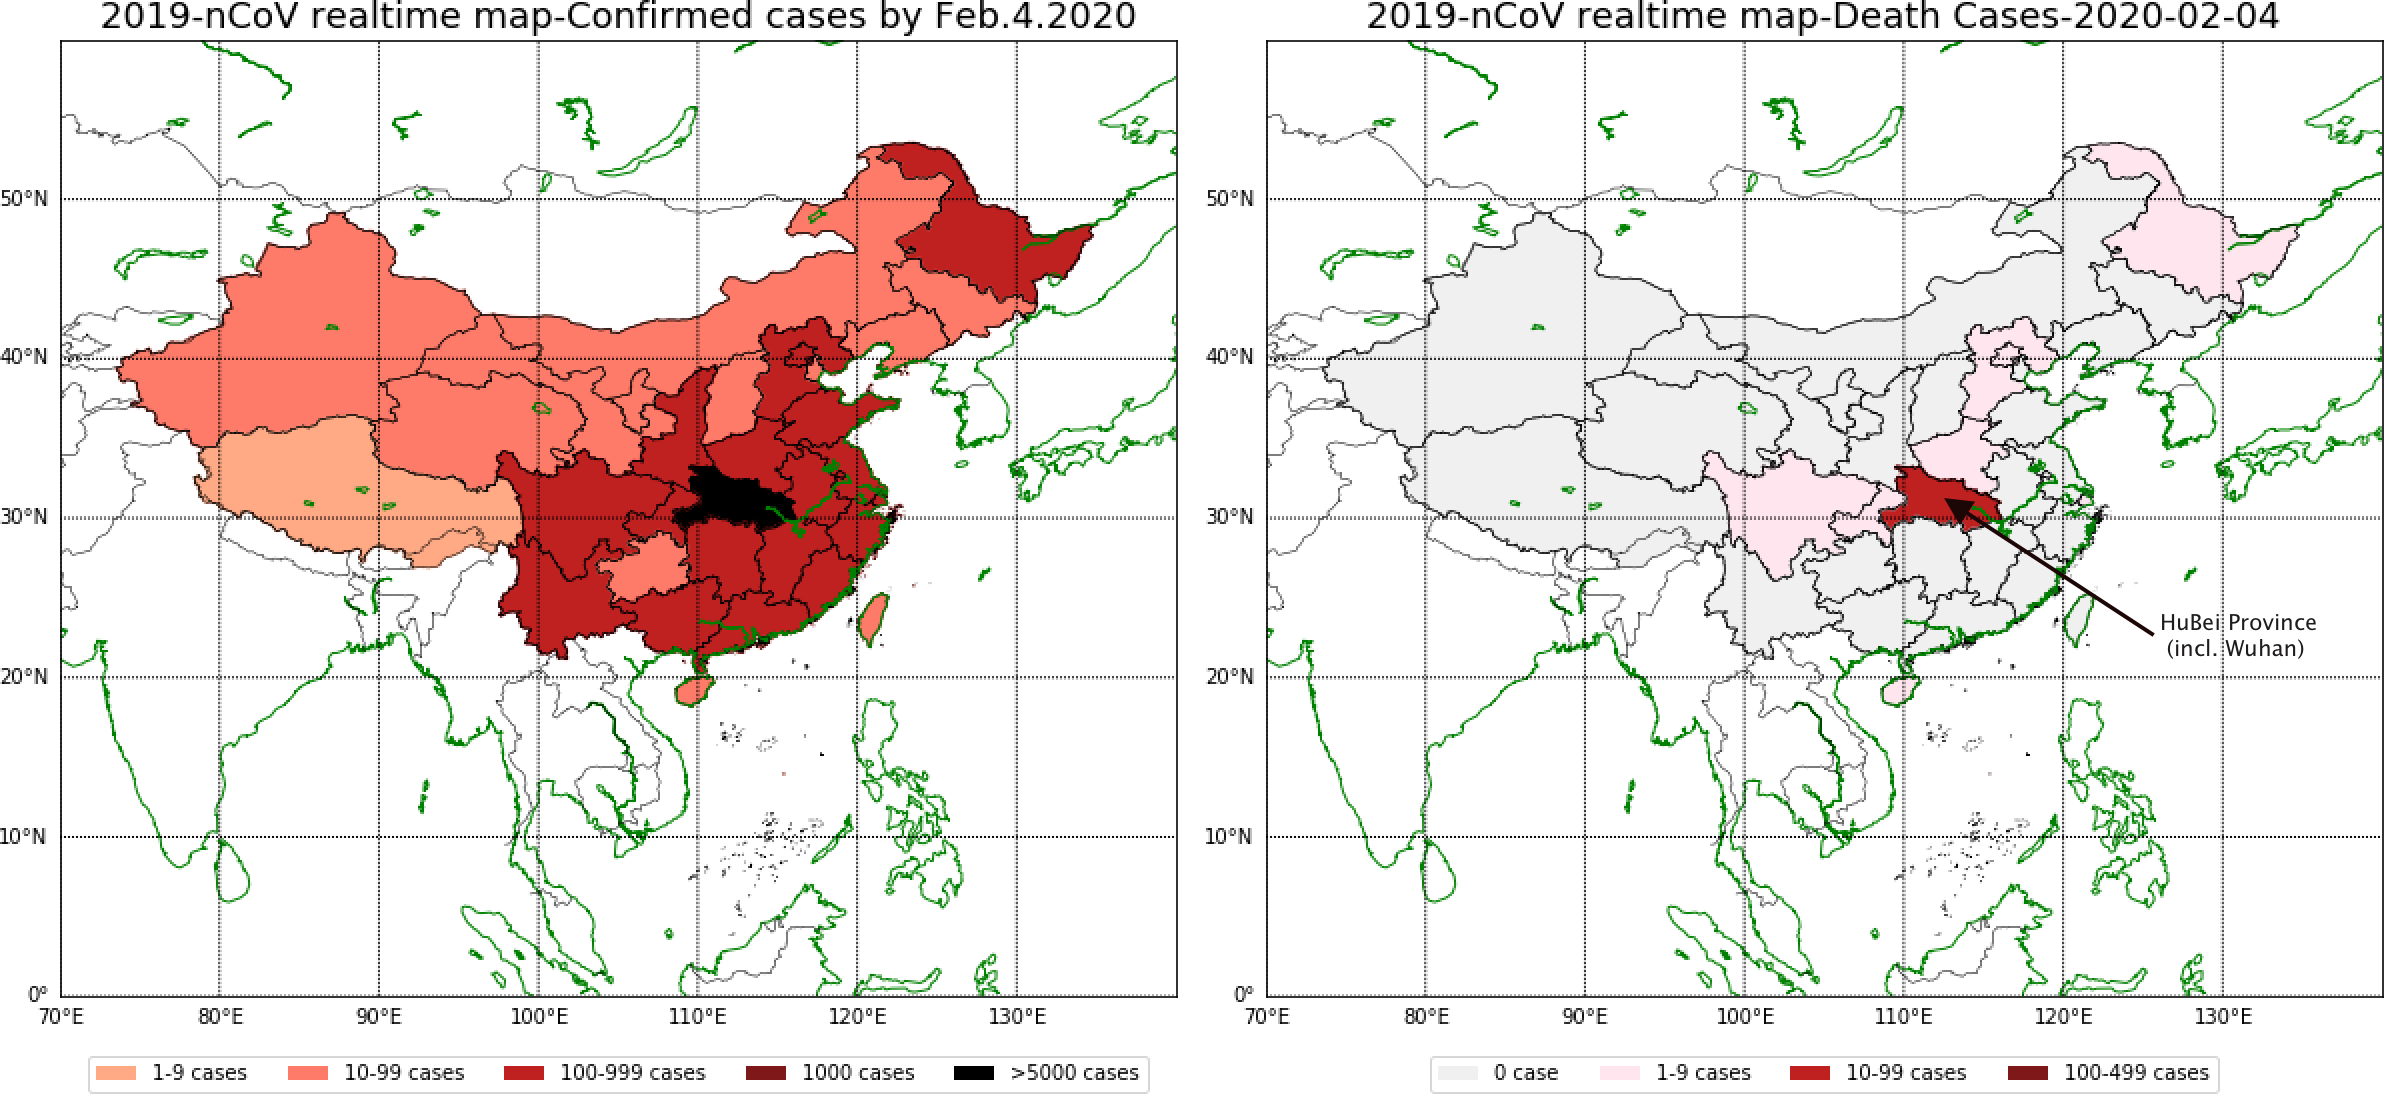 2019-nCoV realtime map-Confirmed cases by Feb.4.2020
50°N
40°N
30°N
20°N
10°N
0°
70°E 80°E 90°E 100°E 110°E 120°E 130°E
1-9 cases 10-99 cases 100-999 cases 1000 cases >5000 cases
2019-nCoV realtime map-Death Cases-2020-02-04
50°N
40°N
30°N
HuBei Province
(incl. Wuhan)
20°N
10°N
0°
70°E 80°E 90°E 100°E 110°E 120°E 130°E
0 case 1-9 cases 10-99 cases 100-499 cases